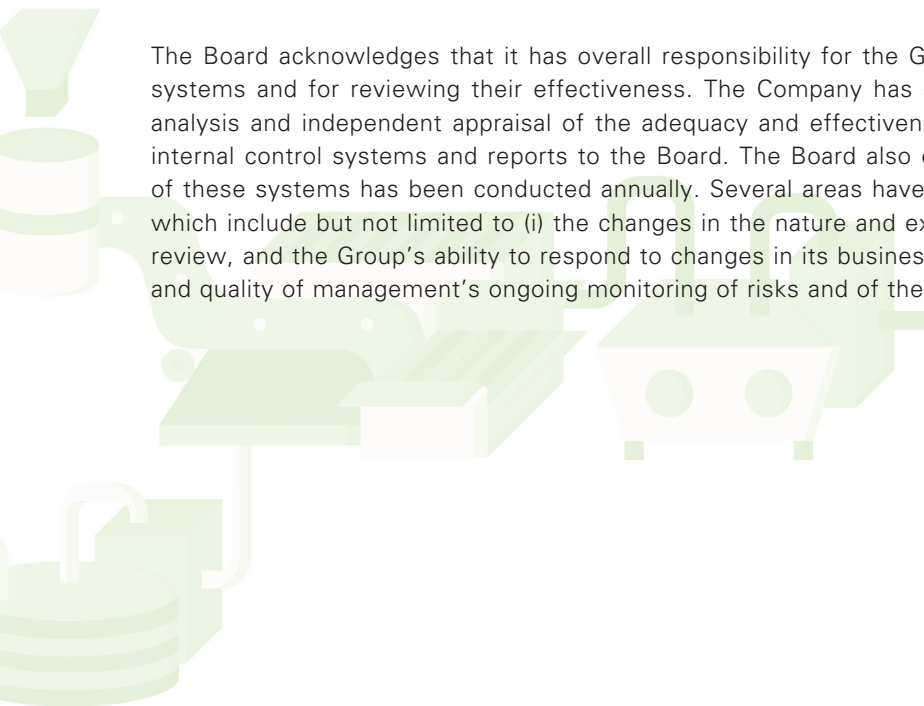 The Board acknowledges that it has overall responsibility for the G
systems and for reviewing their effectiveness. The Company has
analysis and independent appraisal of the adequacy and effectiven
internal control systems and reports to the Board. The Board also
of these systems has been conducted annually. Several areas have
which include but not limited to (i) the changes in the nature and ex
review, and the Group’s ability to respond to changes in its busines
and quality of management’s ongoing monitoring of risks and of the